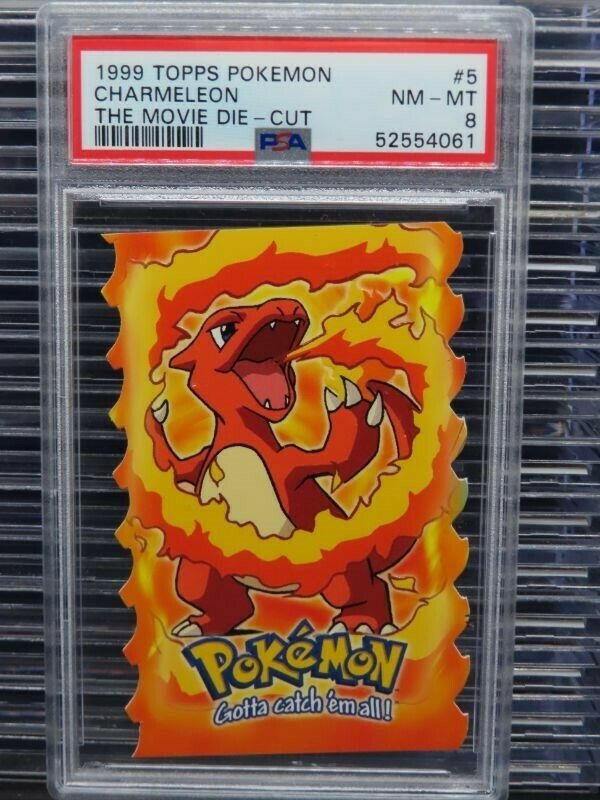 1999 TOPPS POKEMON #5
CHARMELEON NM - MT
THE MOVIE DIE - CUT 8
PSA 52554061
POKéMON
Gotta catch 'em all!